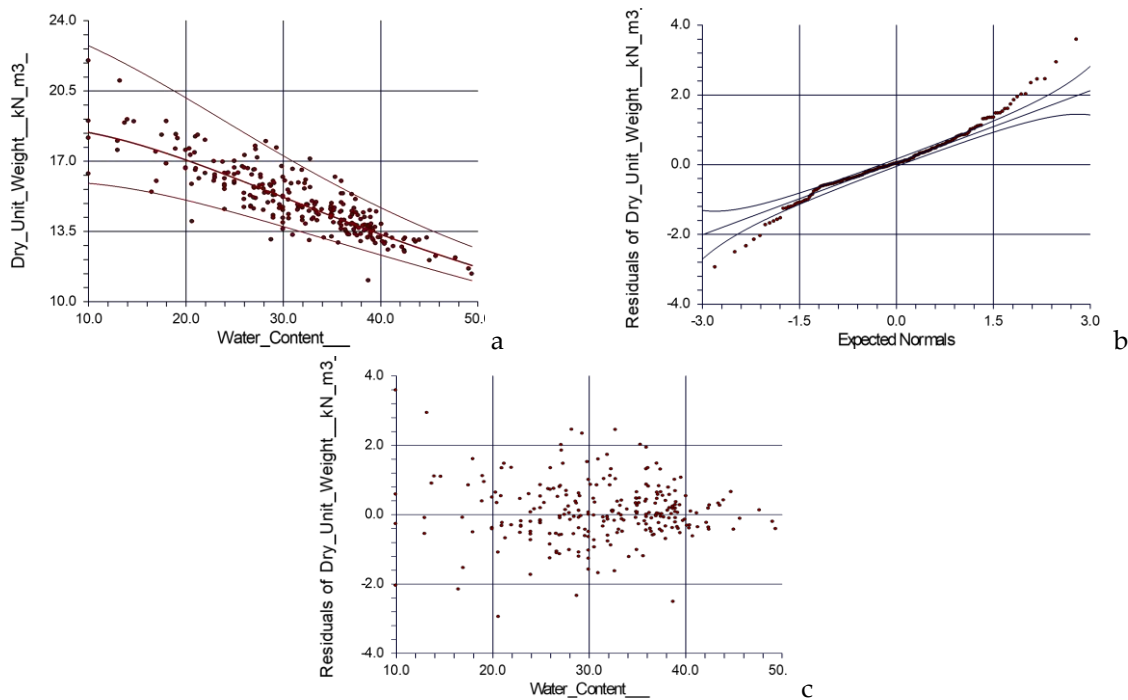 24.0
20.5
17.0
13.5
10.0
Dry_Unit_Weight__kN_m3_
10.0 20.0 30.0 40.0 50.
Water_Content___
a
4.0
2.0
0.0
-2.0
-4.0
Residuals of Dry_Unit_Weight__kN_m3_
-3.0 -1.5 0.0 1.5 3.0
Expected Normals
b
4.0
2.0
0.0
-2.0
-4.0
Residuals of Dry_Unit_Weight__kN_m3_
10.0 20.0 30.0 40.0 50.
Water_Content___
c